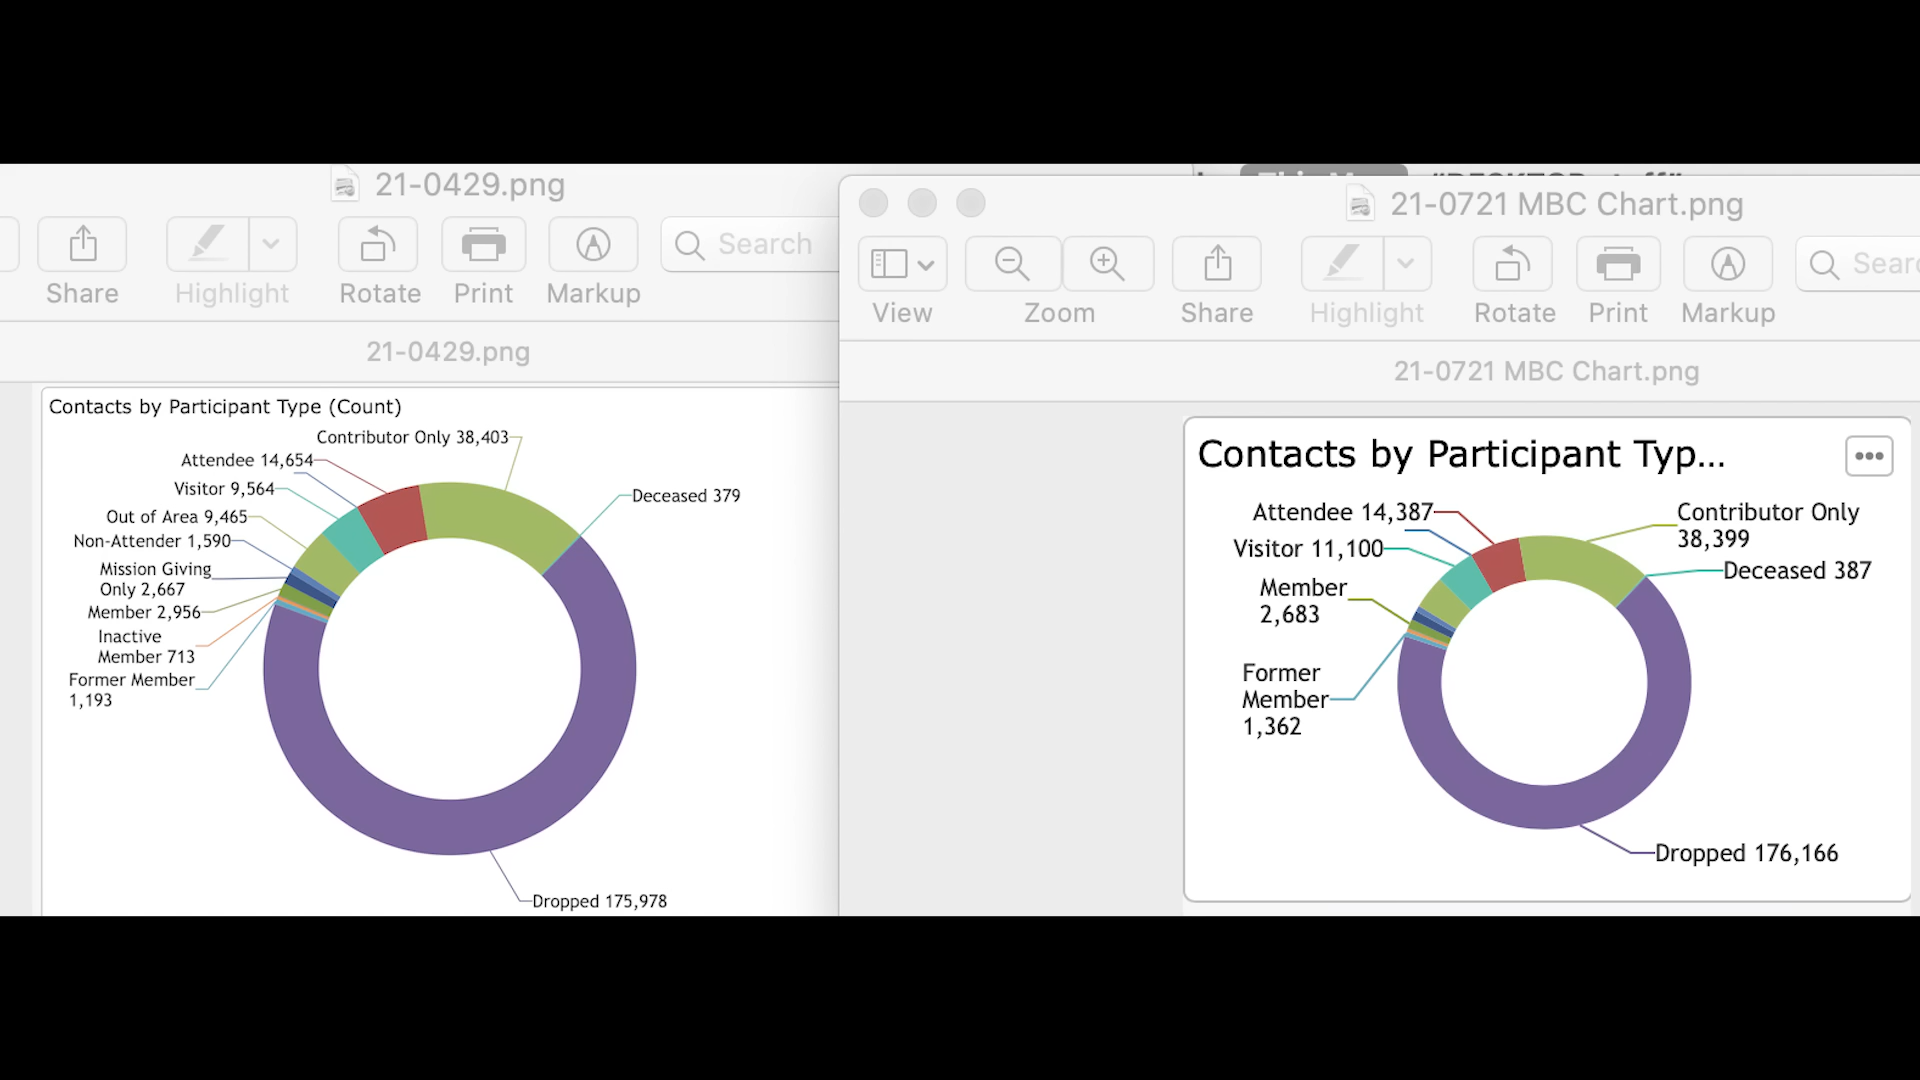 21-0429.png
Share
Highlight
Rotate
Print
Markup
Search
21-0429.png
Contacts by Participant Type (Count)
Contributor Only 38,403
Attendee 14,654
Visitor 9,564
Out of Area 9,465
Non-Attender 1,590
Mission Giving
Only 2,667
Member 2,956
Inactive
Member 713
Former Member
1,193
Deceased 379
Dropped 175,978
21-0721 MBC Chart.png
View
Zoom
Share
Highlight
Rotate
Print
Markup
21-0721 MBC Chart.png
Contacts by Participant Typ...
Attendee 14,387
Visitor 11,100
Member
2,683
Former
Member
1,362
Contributor Only
38,399
Deceased 387
Dropped 176,166